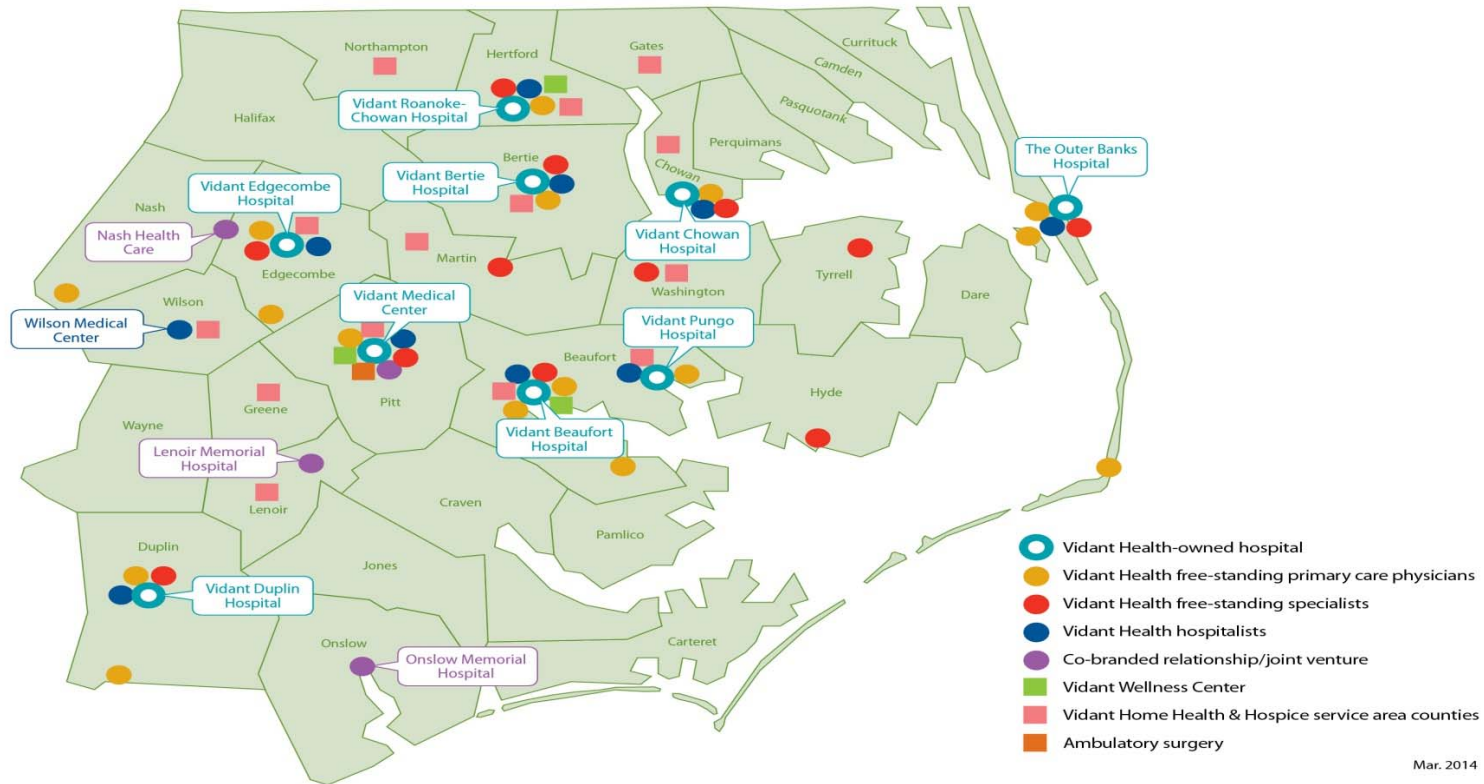 Northampton
Hertford
Gates
Currituck
Camden
Pasquotank
Perquimans
Chowan
Halifax
Vidant Roanoke-
Chowan Hospital
Bertie
Vidant Bertie
Hospital
The Outer Banks
Hospital
Vidant Edgecombe
Hospital
Nash
Nash Health
Care
Edgecombe
Martin
Vidant Chowan
Hospital
Washington
Tyrrell
Dare
Wilson
Wilson Medical
Center
Vidant Medical
Center
Vidant Pungo
Hospital
Beaufort
Hyde
Greene
Pitt
Wayne
Vidant Beaufort
Hospital
Lenoir Memorial
Hospital
Lenoir
Craven
Pamlico
Duplin
Jones
Vidant Duplin
Hospital
Onslow
Onslow Memorial
Hospital
Carteret
Vidant Health-owned hospital
Vidant Health free-standing primary care physicians
Vidant Health free-standing specialists
Vidant Health hospitalists
Co-branded relationship/joint venture
Vidant Wellness Center
Vidant Home Health & Hospice service area counties
Ambulatory surgery
Mar. 2014